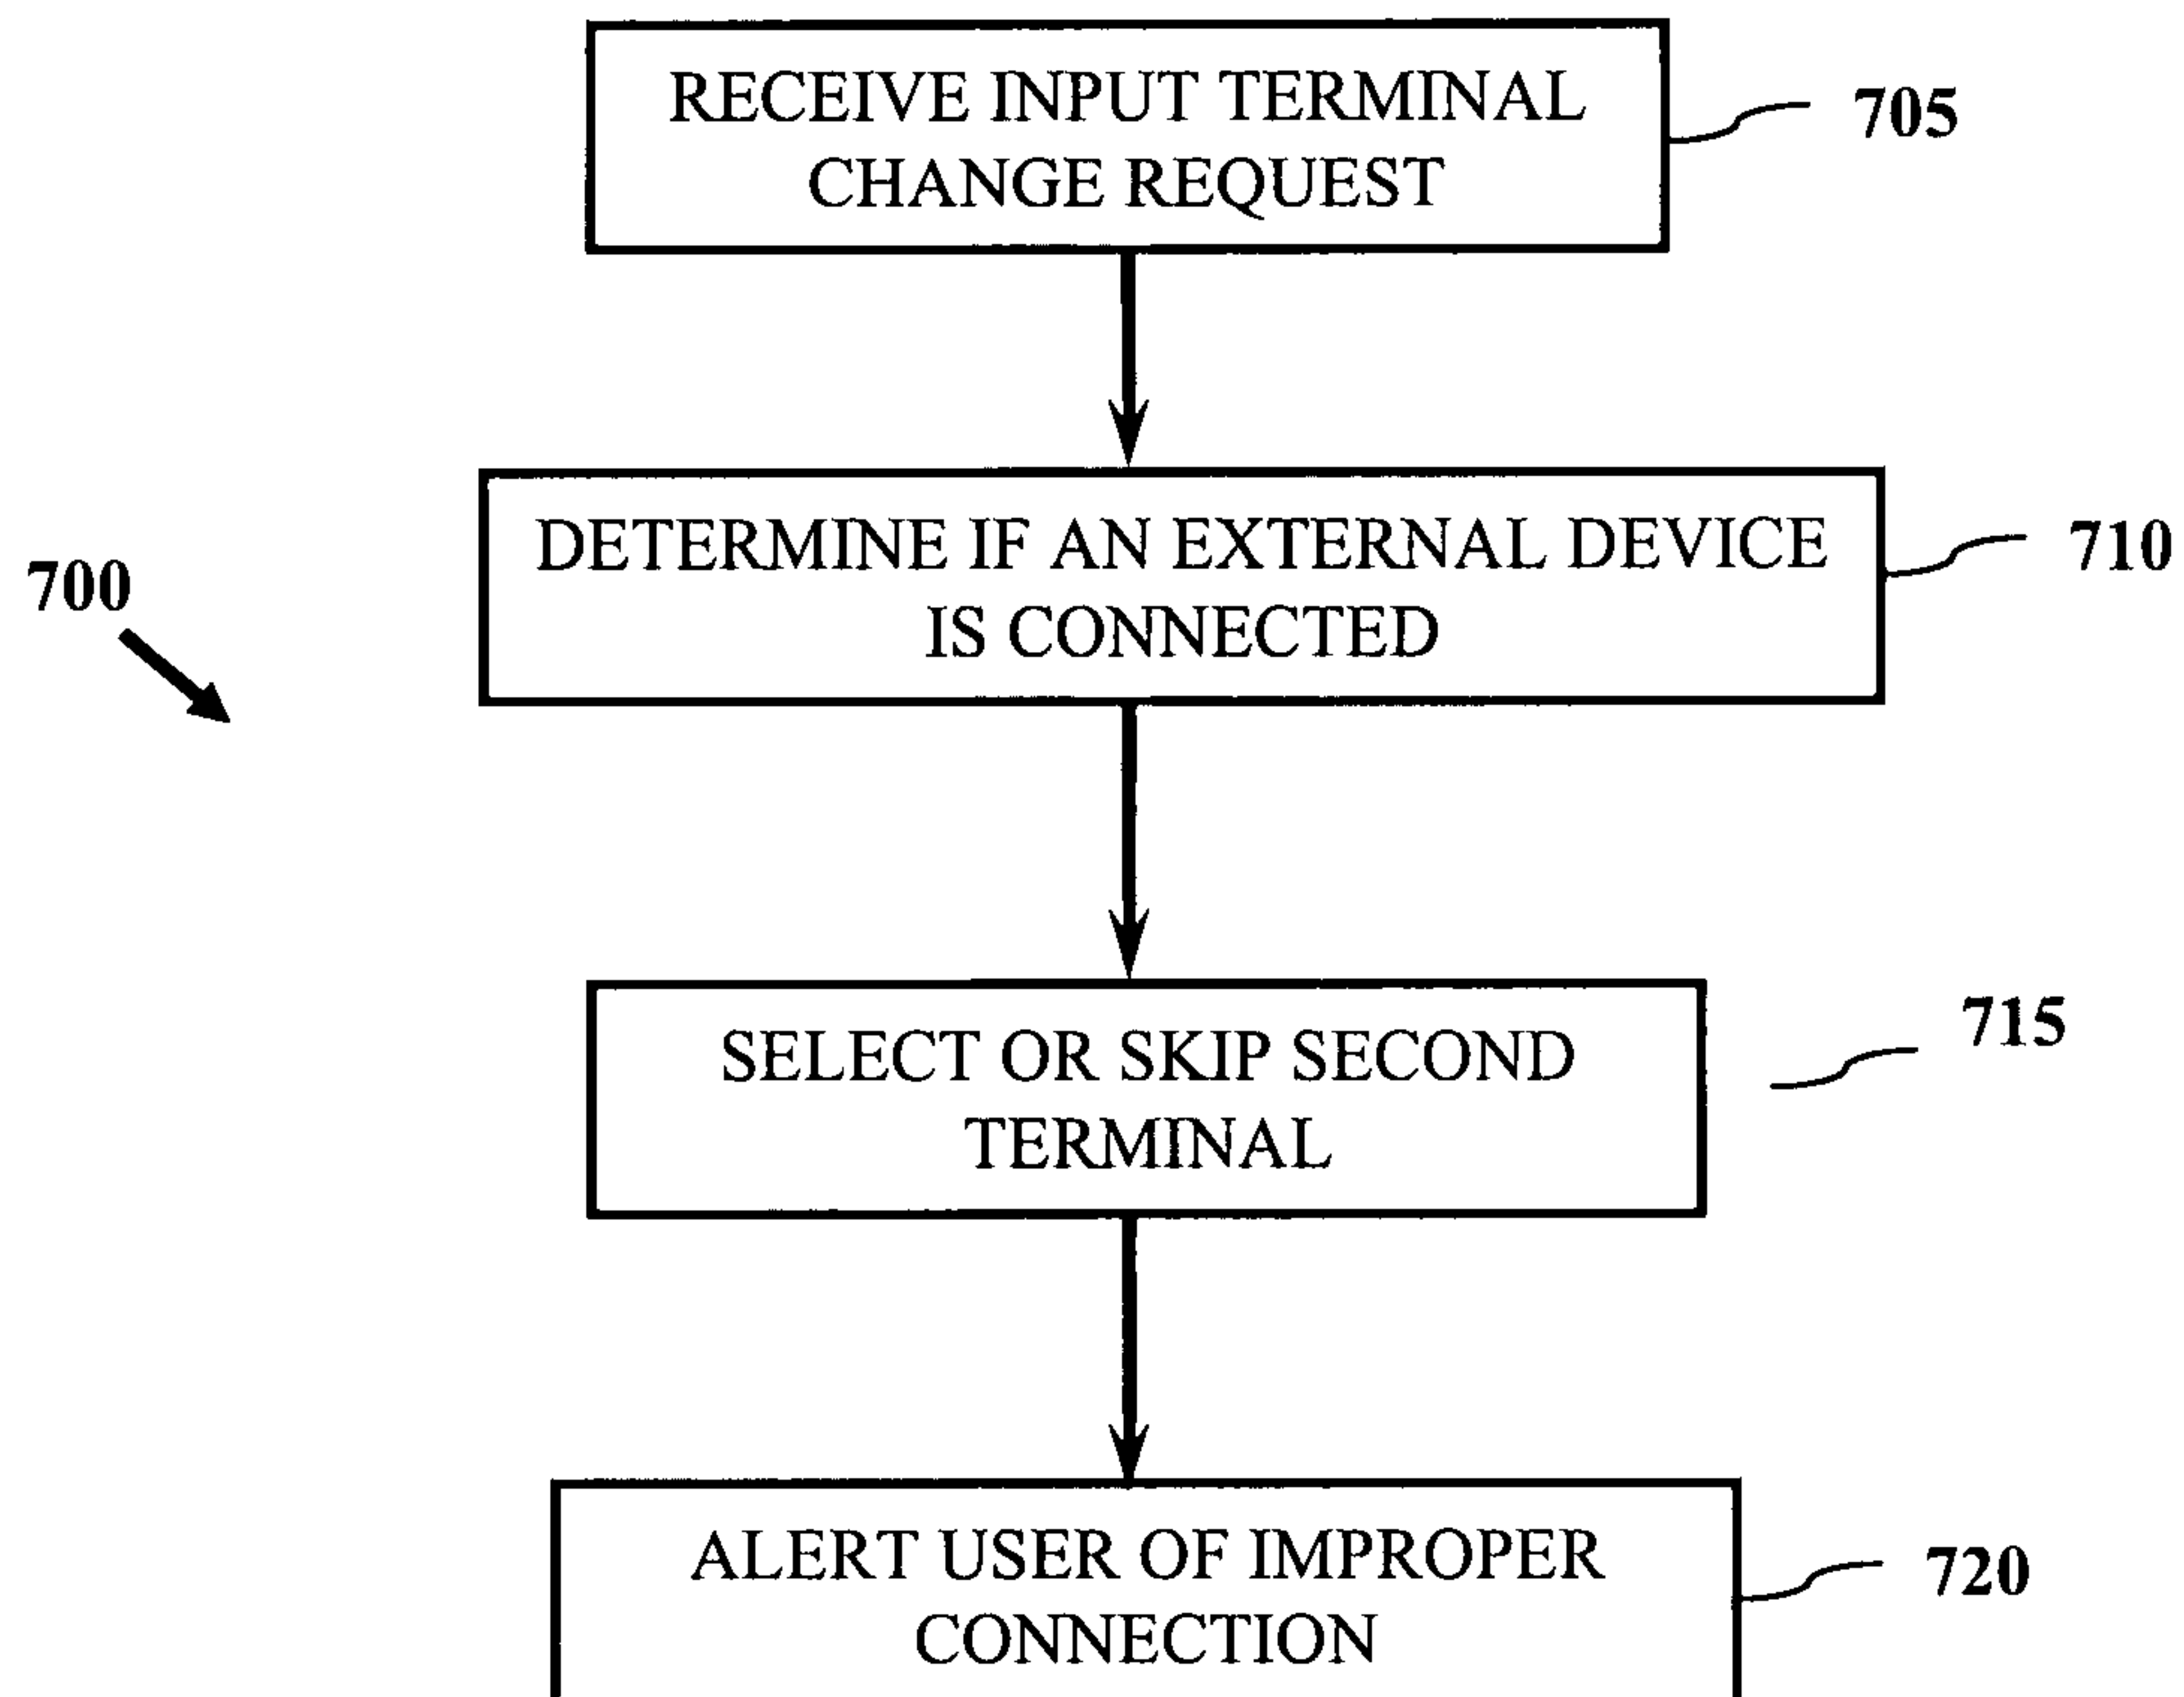 RECEIVE INPUT TERMINAL
CHANGE REQUEST
705
DETERMINE IF AN EXTERNAL DEVICE
IS CONNECTED
710
700
SELECT OR SKIP SECOND
TERMINAL
715
ALERT USER OF IMPROPER
CONNECTION
720